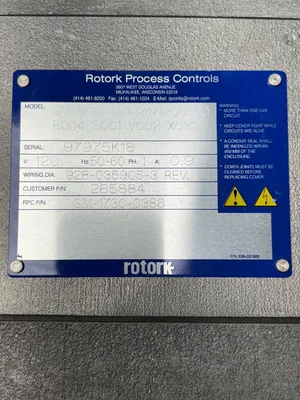 Rotork Process Controls
5607 WEST DOUGLAS AVENUE
MILWAUKEE, WISCONSIN 53218
(414) 461-9200 Fax (414) 461-1024 E-Mail: rpcinfo@rotork.com
MODEL:
SERIAL 97975K18
V 120 Hz 50-60 PH 1 A 0.9
WIRING DIA. 92B-035905-3 REV.
CUSTOMER P/N 265884
RPC P/N: SM-1730-0386
rotork
WARNING:
* MORE THAN ONE LIVE CIRCUIT
* KEEP COVER TIGHT WHILE CIRCUITS ARE ALIVE
* A CONDUIT SEAL SHALL BE INSTALLED WITHIN 450 MM OF THE ENCLOSURE.
* COVER JOINTS MUST BE CLEANED BEFORE REPLACING COVER